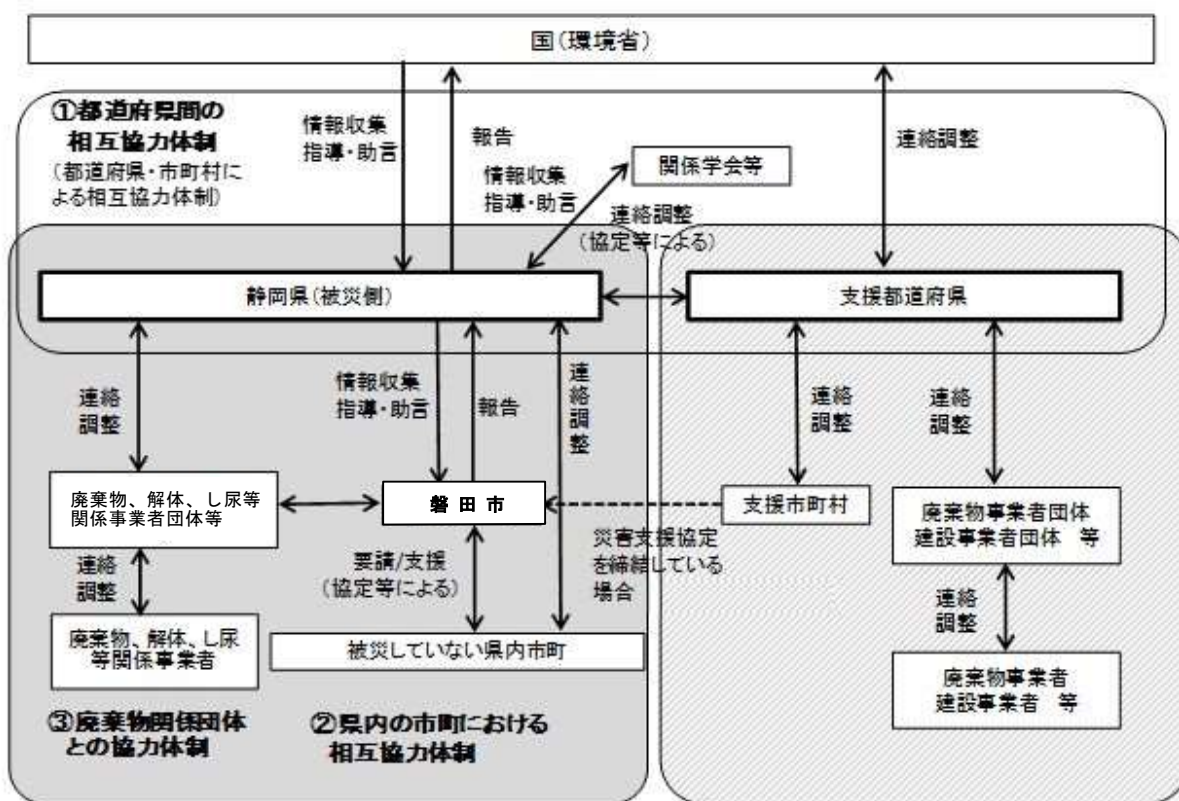 国(環境省)
①都道府県間の
相互協力体制
(都道府県・市町村に
よる相互協力体制)
情報収集
指導・助言
報告
情報収集
指導・助言
関係学会等
連絡調整
連絡調整
(協定等による)
静岡県(被災側)
支援都道府県
連絡
調整
情報収集
指導・助言
報告
連絡調整
連絡
調整
連絡
調整
廃棄物、解体、し尿等
関係事業者団体等
磐田市
支援市町村
廃棄物事業者団体
建設事業者団体 等
連絡
調整
要請/支援
(協定等による)
災害支援協定
を締結している
場合
連絡
調整
廃棄物、解体、し尿
等関係事業者
被災していない県内市町
廃棄物事業者
建設事業者 等
③廃棄物関係団体
との協力体制
②県内の市町における
相互協力体制